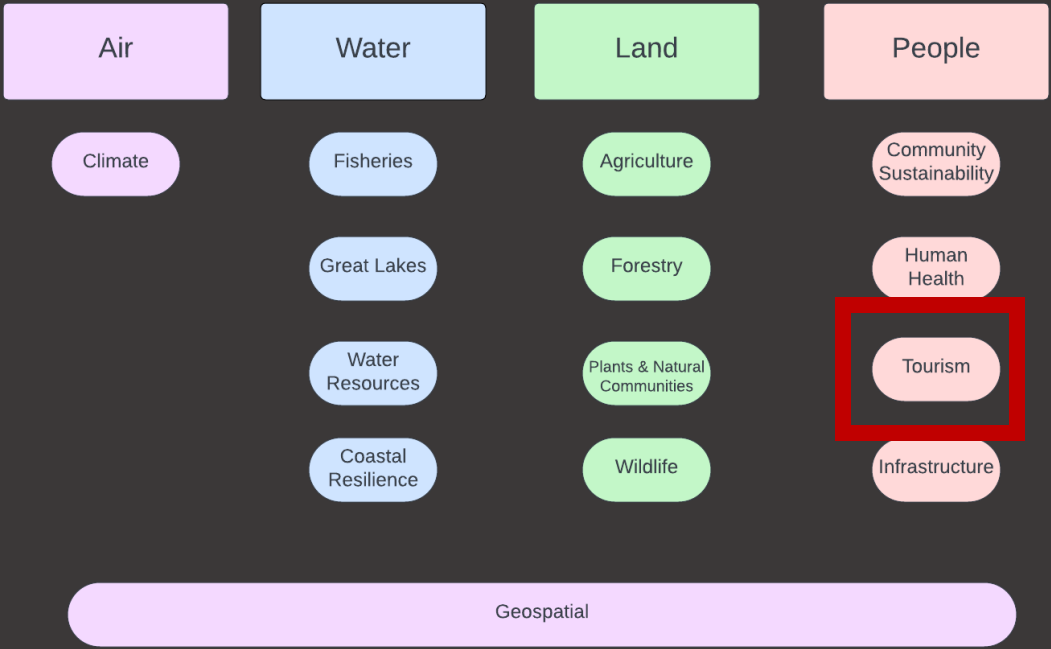 Air
Water
Land
People
Climate
Fisheries
Agriculture
Community
Sustainability
Great Lakes
Forestry
Human
Health
Water
Resources
Plants & Natural
Communities
Tourism
Coastal
Resilience
Wildlife
Infrastructure
Geospatial